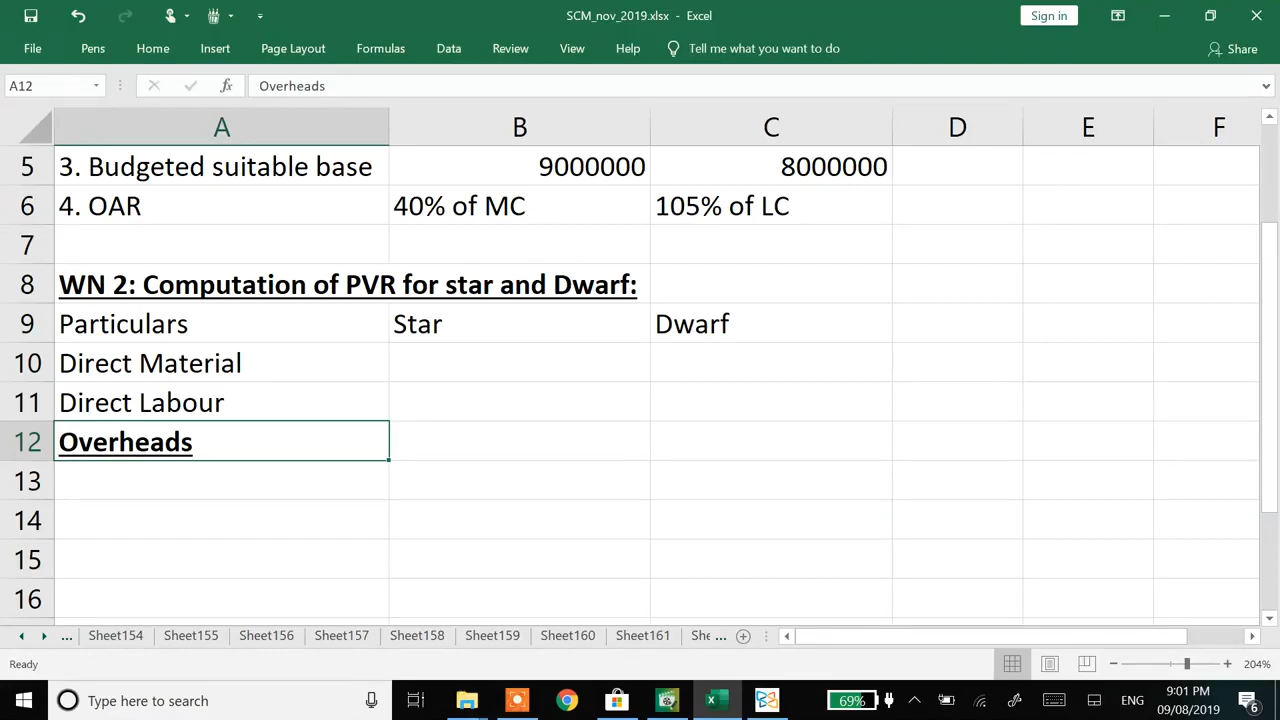 SCM_nov_2019.xlsx - Excel
Sign in
File Pens Home Insert Page Layout Formulas Data Review View Help Tell me what you want to do Share
A12 fx Overheads
A B C D E F
5 3. Budgeted suitable base 9000000 8000000
6 4. OAR 40% of MC 105% of LC
7
8 WN 2: Computation of PVR for star and Dwarf:
9 Particulars Star Dwarf
10 Direct Material
11 Direct Labour
12 Overheads
13
14
15
16
... Sheet154 Sheet155 Sheet156 Sheet157 Sheet158 Sheet159 Sheet160 Sheet161 She ...
Ready 204%
Type here to search 69% ENG 9:01 PM 6
09/08/2019